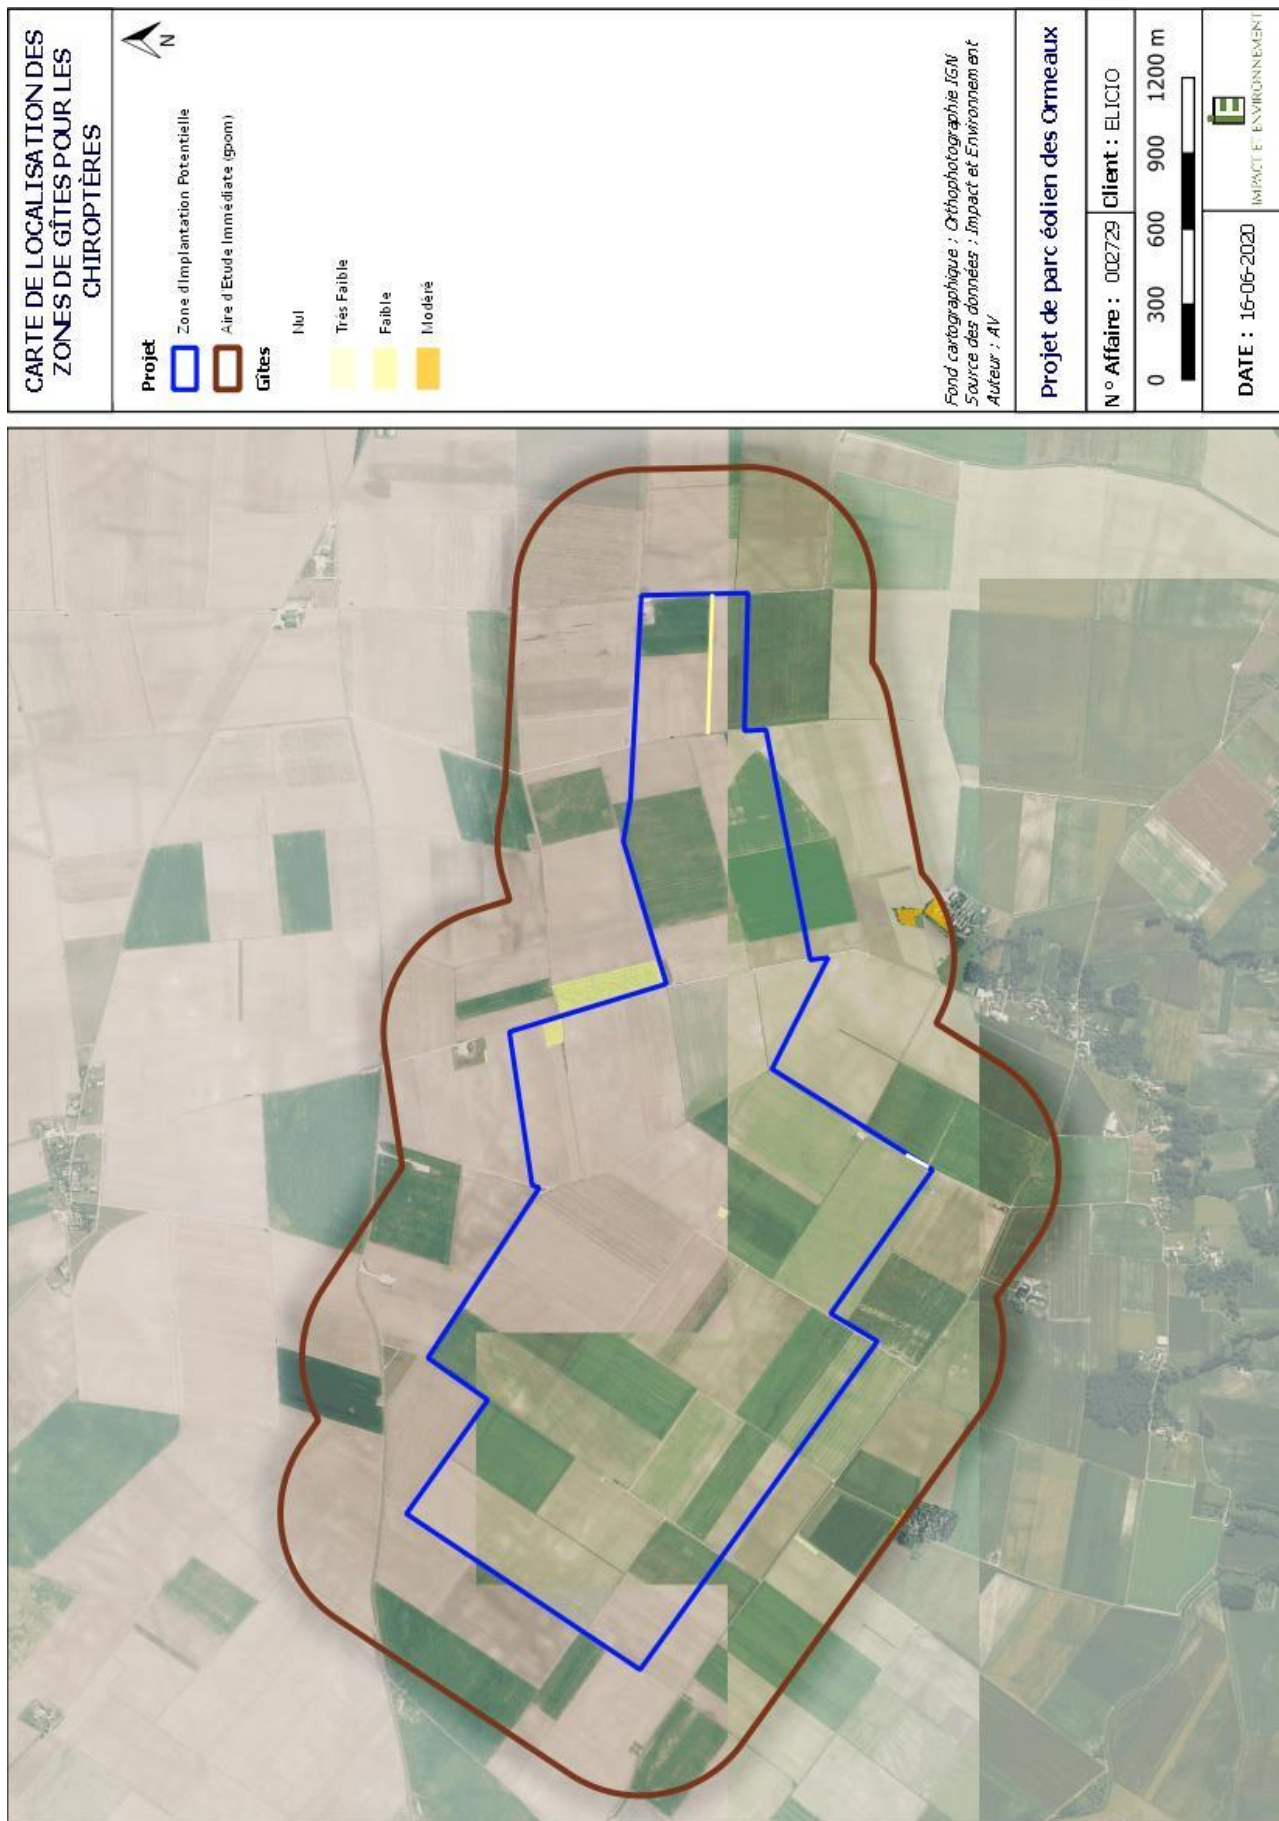 CARTE DE LOCALISATION DES
ZONES DE GÎTES POUR LES
CHIROPTÈRES
N
Projet
Zone d'Implantation Potentielle
Aire d'Etude Immédiate (500m)
Gîtes
Nul
Très Faible
Faible
Modéré
Fond cartographique : Orthophotographie IGN
Source des données : Impact et Environnement
Auteur : AV
Projet de parc éolien des Ormeaux
N° Affaire : 002729 Client : ELICIO
0 300 600 900 1200 m
DATE : 16-06-2020
IE
IMPACT ET ENVIRONNEMENT